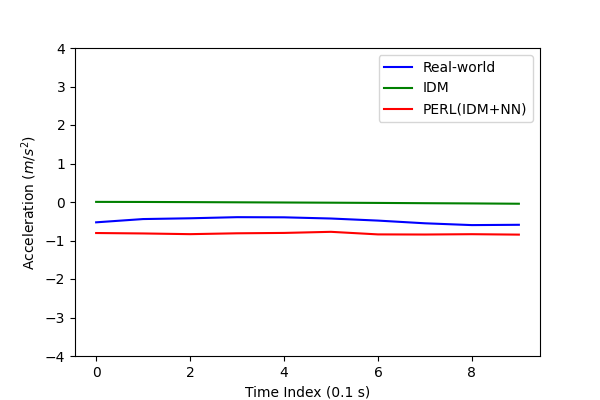 4
3
2
1
0
−1
−2
−3
−4
Acceleration (m/s²)
Real-world
IDM
PERL(IDM+NN)
0 2 4 6 8
Time Index (0.1 s)